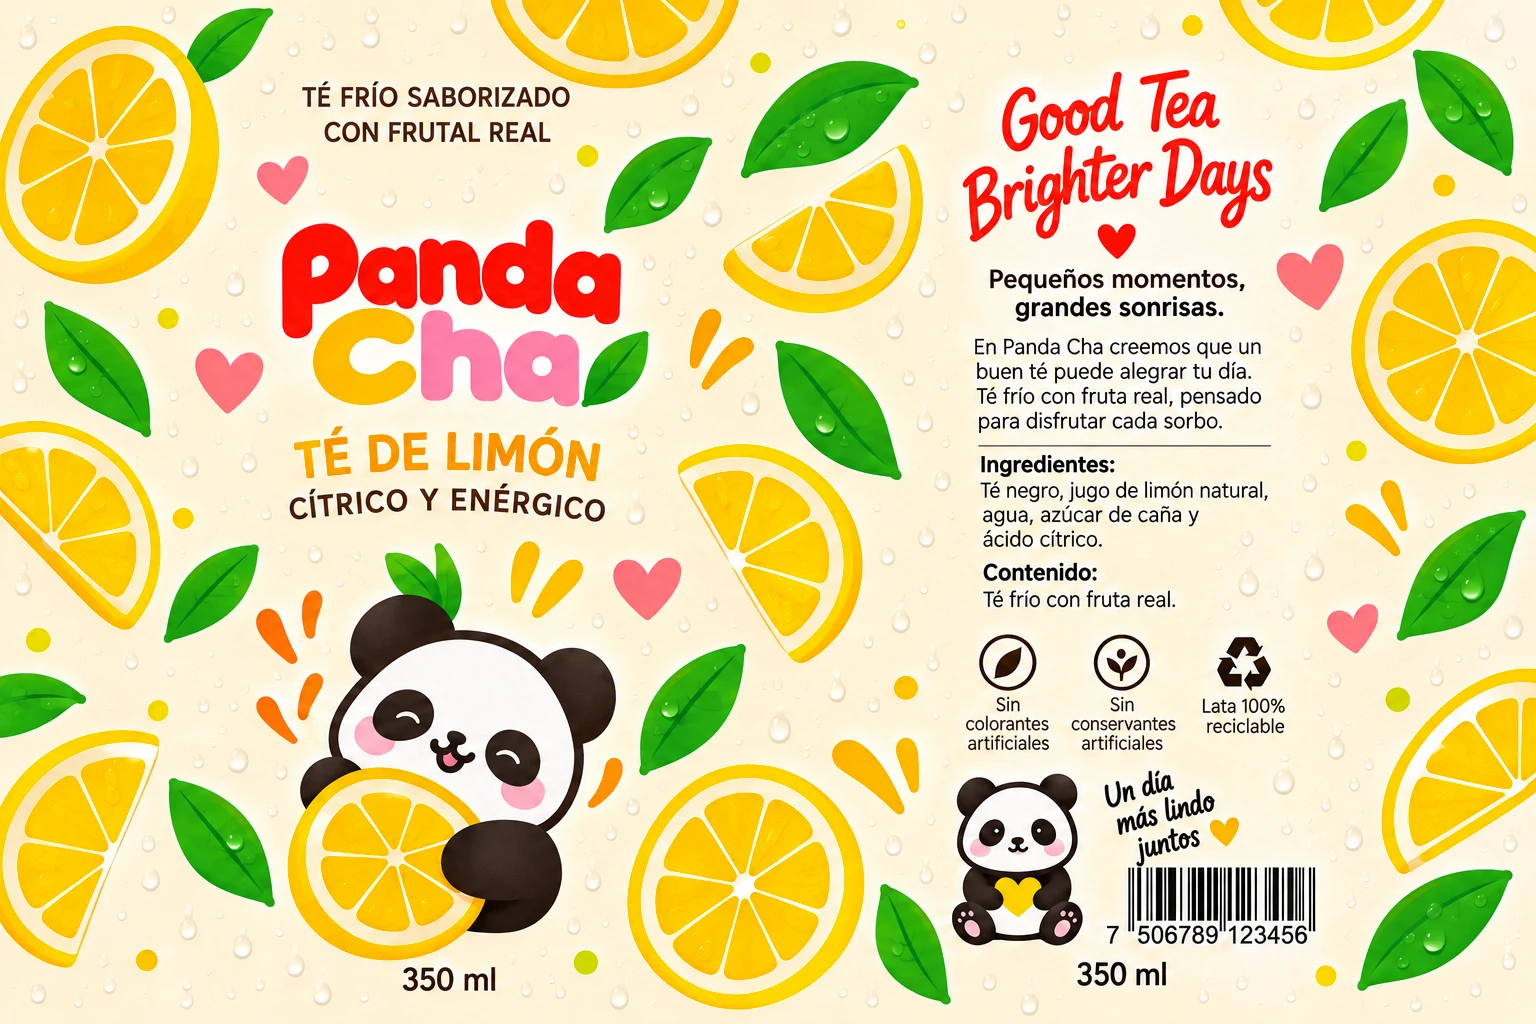 TÉ FRÍO SABORIZADO
CON FRUTAL REAL
Panda
Cha
TÉ DE LIMÓN
CÍTRICO Y ENÉRGICO
350 ml
Good Tea
Brighter Days
Pequeños momentos,
grandes sonrisas.
En Panda Cha creemos que un
buen té puede alegrar tu día.
Té frío con fruta real, pensado
para disfrutar cada sorbo.
Ingredientes:
Té negro, jugo de limón natural,
agua, azúcar de caña y
ácido cítrico.
Contenido:
Té frío con fruta real.
Sin
colorantes
artificiales
Sin
conservantes
artificiales
Lata 100%
reciclable
Un día
más lindo
juntos
7 506789 123456
350 ml